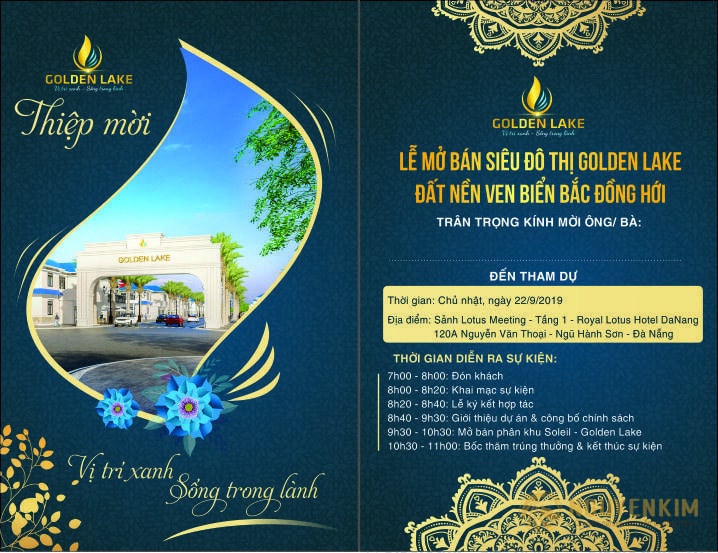 GOLDEN LAKE
Vị trí xanh - Sống trong lành
Thiệp mời
GOLDEN LAKE
Vị trí xanh
Sống trong lành
GOLDEN LAKE
Vị trí xanh - Sống trong lành
LỄ MỞ BÁN SIÊU ĐÔ THỊ GOLDEN LAKE
ĐẤT NỀN VEN BIỂN BẮC ĐỒNG HỚI
TRÂN TRỌNG KÍNH MỜI ÔNG/ BÀ:
ĐẾN THAM DỰ
Thời gian: Chủ nhật, ngày 22/9/2019
Địa điểm: Sảnh Lotus Meeting - Tầng 1 - Royal Lotus Hotel DaNang
120A Nguyễn Văn Thoại - Ngũ Hành Sơn - Đà Nẵng
THỜI GIAN DIỄN RA SỰ KIỆN:
7h00 - 8h00: Đón khách
8h00 - 8h20: Khai mạc sự kiện
8h20 - 8h40: Lễ ký kết hợp tác
8h40 - 9h30: Giới thiệu dự án & công bố chính sách
9h30 - 10h30: Mở bán phân khu Soleil - Golden Lake
10h30 - 11h00: Bốc thăm trúng thưởng & kết thúc sự kiện